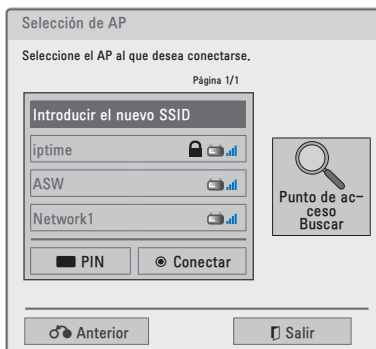 Selección de AP
Seleccione el AP al que desea conectarse.
Página 1/1
Introducir el nuevo SSID
iptime
ASW
Network1
Punto de ac-
ceso
Buscar
PIN
Conectar
Anterior
Salir